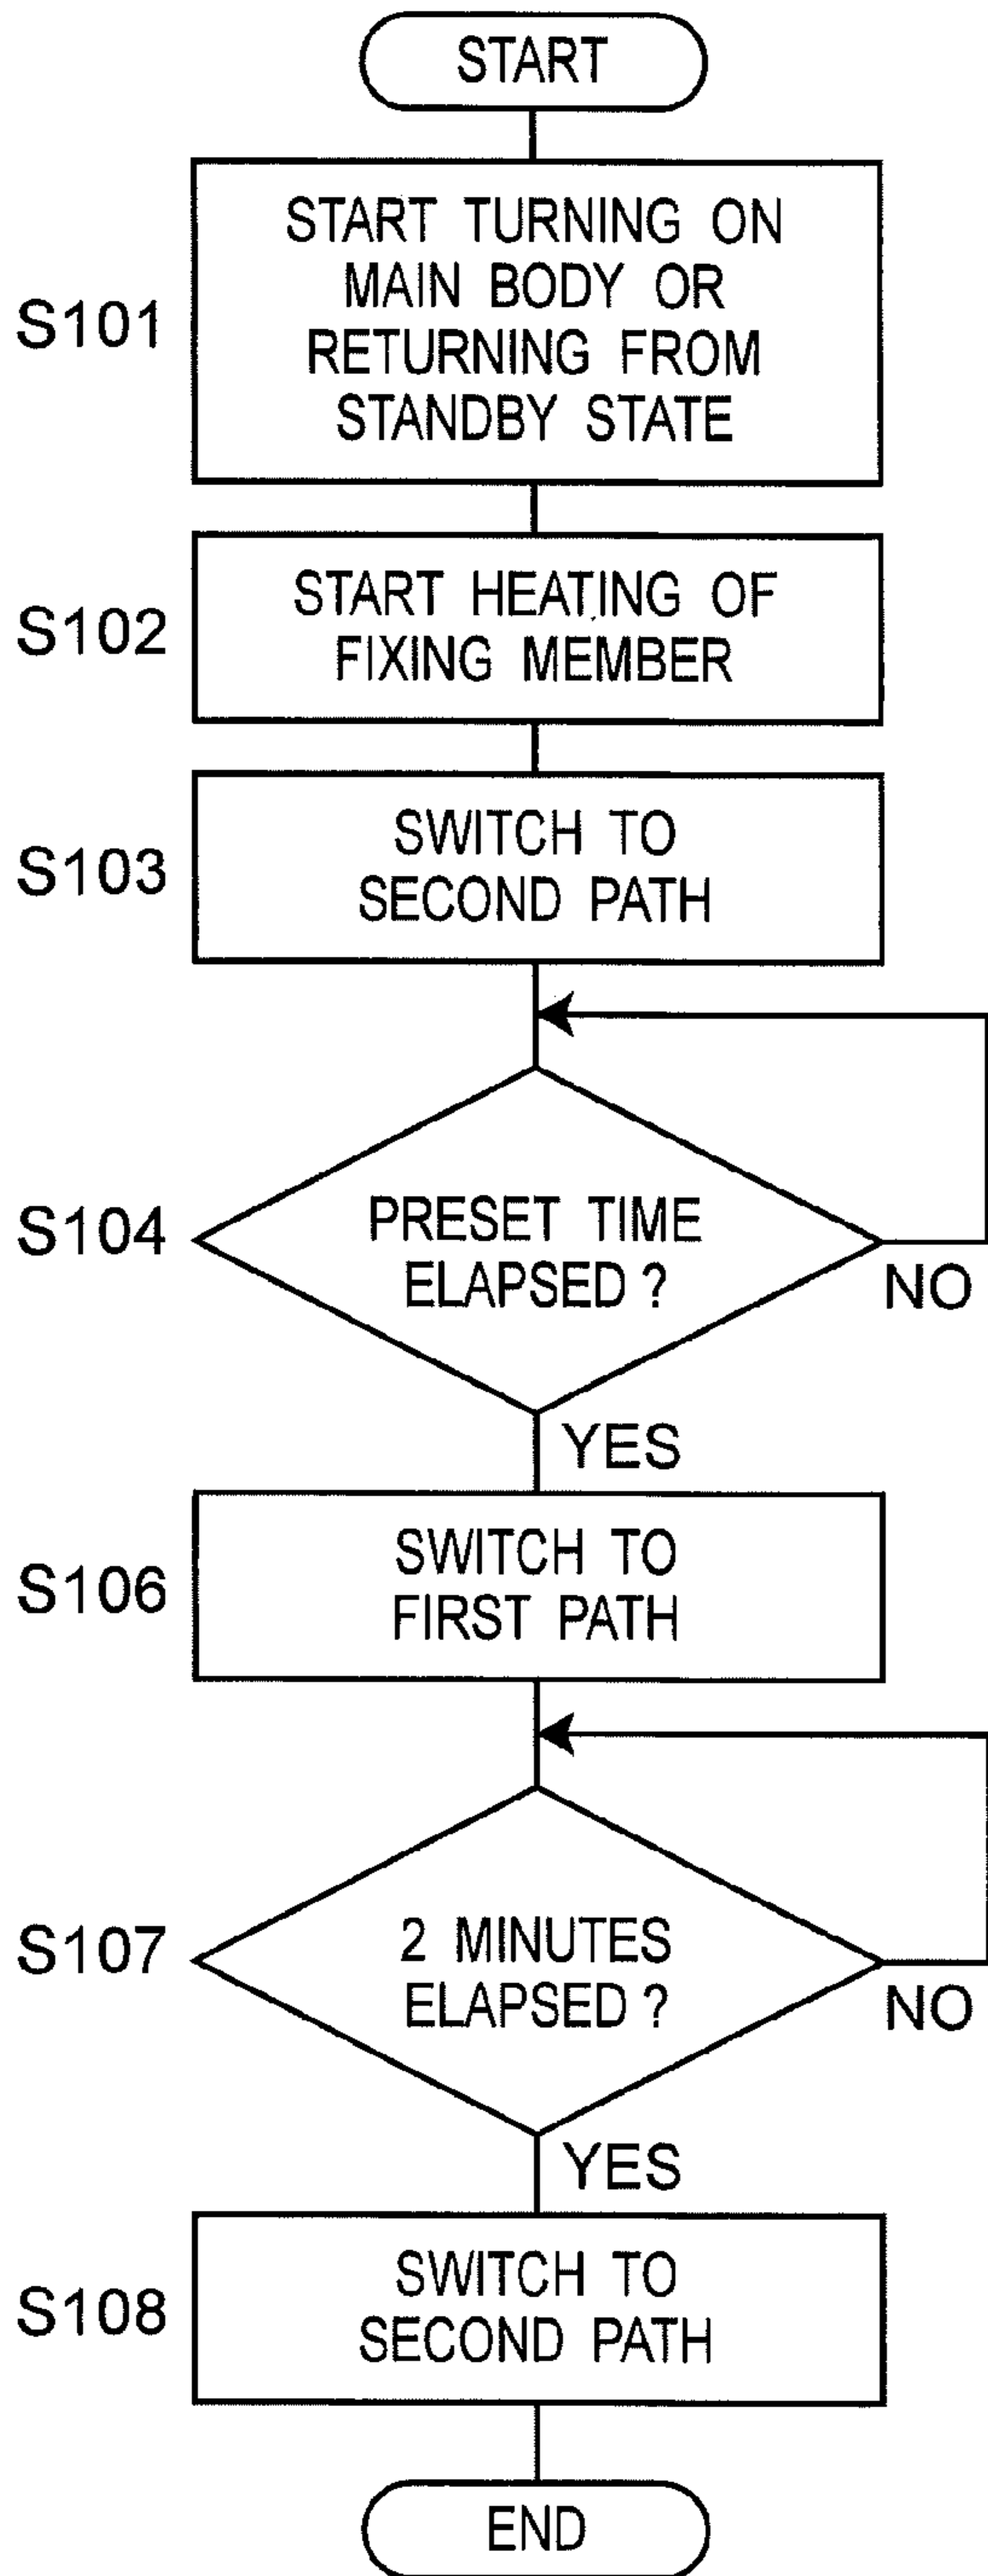 START
S101
START TURNING ON
MAIN BODY OR
RETURNING FROM
STANDBY STATE
S102
START HEATING OF
FIXING MEMBER
S103
SWITCH TO
SECOND PATH
S104
PRESET TIME
ELAPSED ?
NO
YES
S106
SWITCH TO
FIRST PATH
S107
2 MINUTES
ELAPSED ?
NO
YES
S108
SWITCH TO
SECOND PATH
END